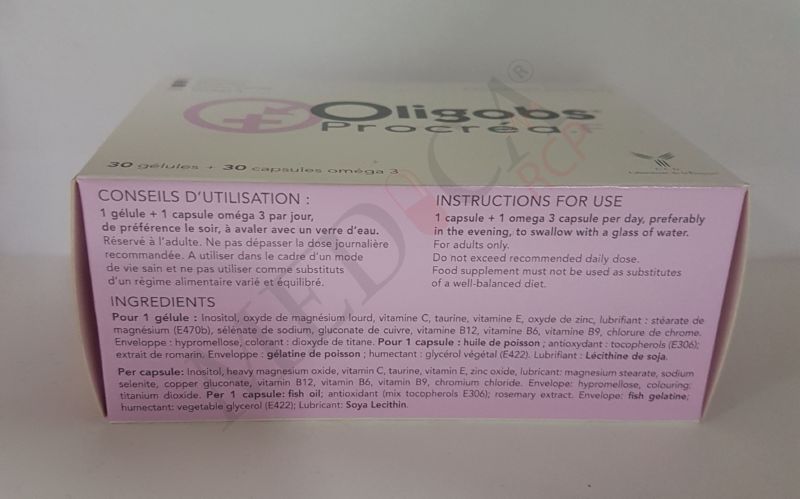 Oligobs
Procréa F
30 gélules + 30 capsules oméga 3
CONSEILS D'UTILISATION :
1 gélule + 1 capsule oméga 3 par jour,
de préférence le soir, à avaler avec un verre d'eau.
Réservé à l'adulte. Ne pas dépasser la dose journalière
recommandée. A utiliser dans le cadre d'un mode
de vie sain et ne pas utiliser comme substituts
d'un régime alimentaire varié et équilibré.
INSTRUCTIONS FOR USE
1 capsule + 1 omega 3 capsule per day, preferably
in the evening, to swallow with a glass of water.
For adults only.
Do not exceed recommended daily dose.
Food supplement must not be used as substitutes
of a well-balanced diet.
INGREDIENTS
Pour 1 gélule : Inositol, oxyde de magnésium lourd, vitamine C, taurine, vitamine E, oxyde de zinc, lubrifiant : stéarate de
magnésium (E470b), sélénate de sodium, gluconate de cuivre, vitamine B12, vitamine B6, vitamine B9, chlorure de chrome.
Enveloppe : hypromellose, colorant : dioxyde de titane. Pour 1 capsule : huile de poisson ; antioxydant : tocopherols (E306);
extrait de romarin. Enveloppe : gélatine de poisson ; humectant : glycérol végétal (E422). Lubrifiant : Lécithine de soja.
Per capsule: Inositol, heavy magnesium oxide, vitamin C, taurine, vitamin E, zinc oxide, lubricant: magnesium stearate, sodium
selenite, copper gluconate, vitamin B12, vitamin B6, vitamin B9, chromium chloride. Envelope: hypromellose, colouring:
titanium dioxide. Per 1 capsule: fish oil; antioxidant (mix tocopherols E306); rosemary extract. Envelope: fish gelatine;
humectant: vegetable glycerol (E422); Lubricant: Soya Lecithin.
MEDICA RCP ®